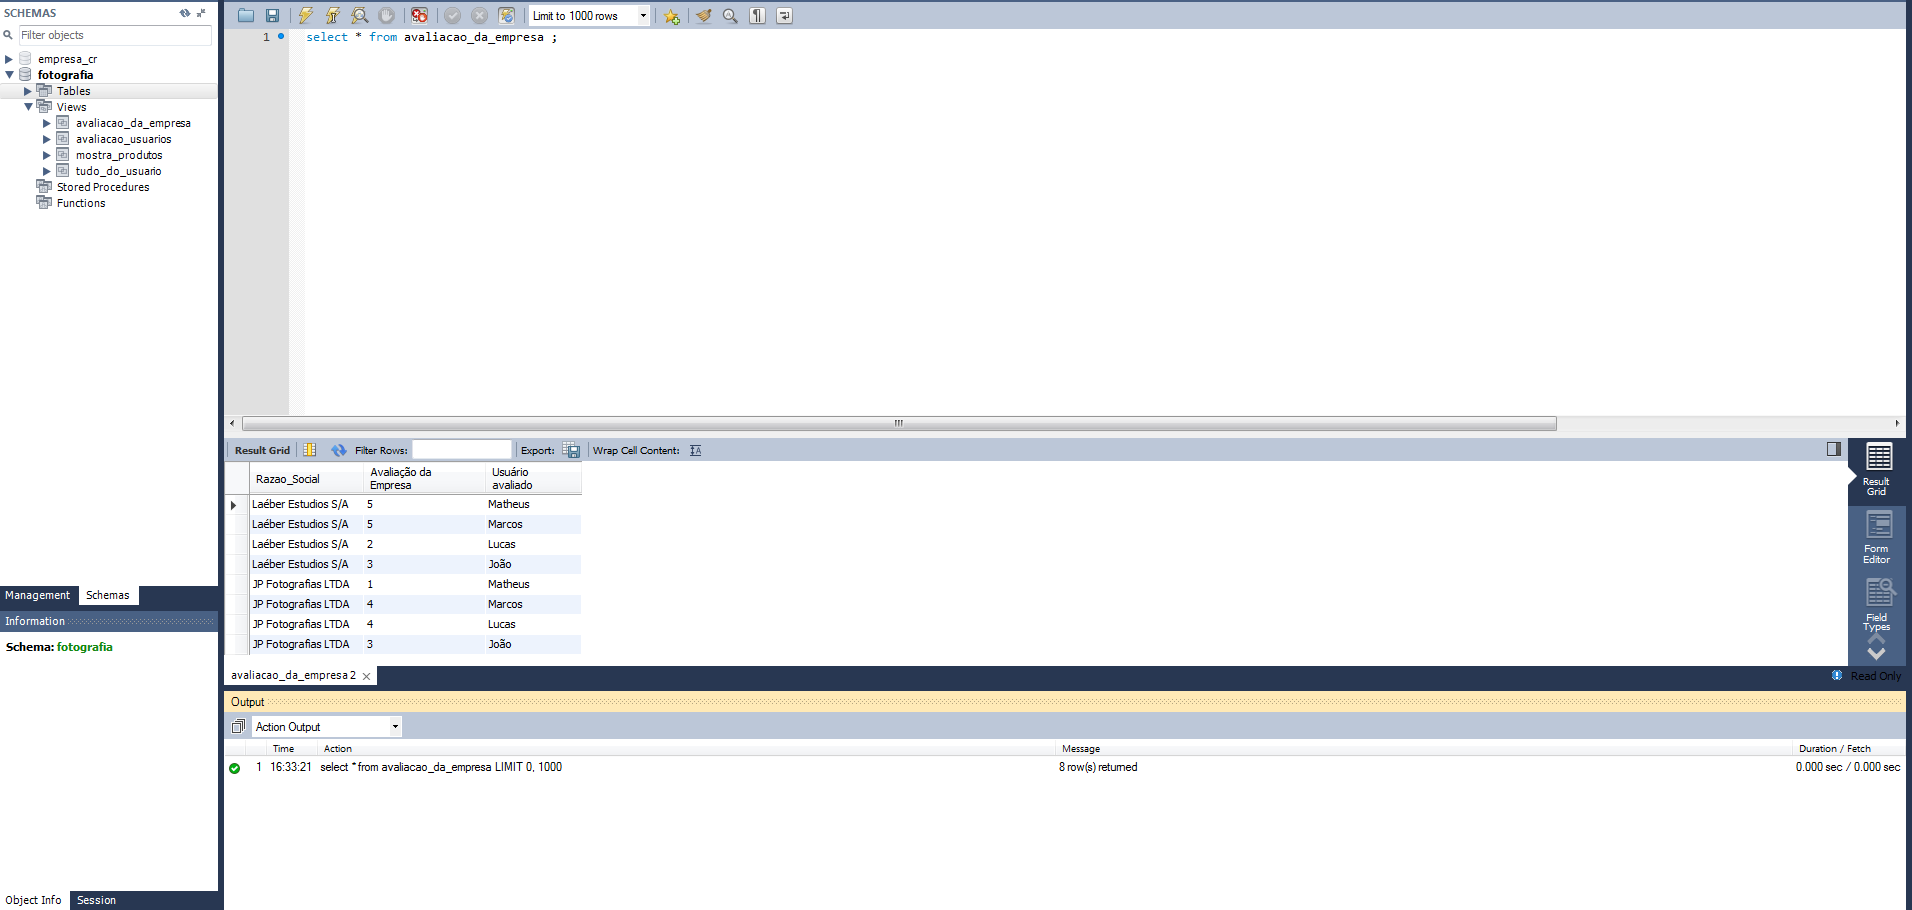 SCHEMAS
Filter objects
empresa_cr
fotografia
Tables
Views
avaliacao_da_empresa
avaliacao_usuarios
mostra_produtos
tudo_do_usuario
Stored Procedures
Functions
Management Schemas
Information
Schema: fotografia
Object Info Session
Limit to 1000 rows
1 select * from avaliacao_da_empresa ;
Result Grid Filter Rows: Export: Wrap Cell Content:
Razao_Social Avaliação da Empresa Usuário avaliado
Laéber Estudios S/A 5 Matheus
Laéber Estudios S/A 5 Marcos
Laéber Estudios S/A 2 Lucas
Laéber Estudios S/A 3 João
JP Fotografias LTDA 1 Matheus
JP Fotografias LTDA 4 Marcos
JP Fotografias LTDA 4 Lucas
JP Fotografias LTDA 3 João
Result
Grid
Form
Editor
Field
Types
avaliacao_da_empresa 2
Read Only
Output
Action Output
Time Action Message Duration / Fetch
1 16:33:21 select * from avaliacao_da_empresa LIMIT 0, 1000 8 row(s) returned 0.000 sec / 0.000 sec